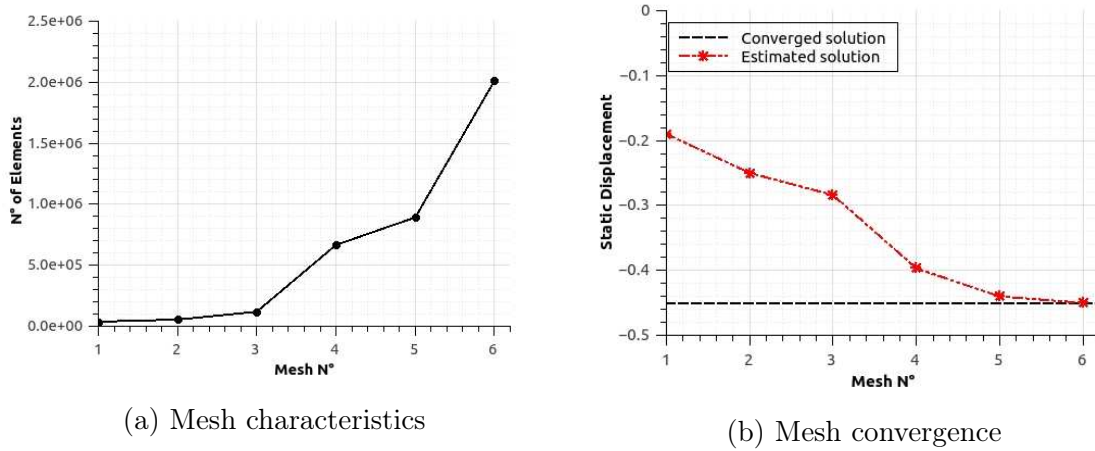 2.5e+06
2.0e+06
1.5e+06
1.0e+06
5.0e+05
0.0e+00
N° of Elements
1 2 3 4 5 6
Mesh N°
(a) Mesh characteristics
0
−0.1
−0.2
−0.3
−0.4
−0.5
Static Displacement
Converged solution
Estimated solution
1 2 3 4 5 6
Mesh N°
(b) Mesh convergence